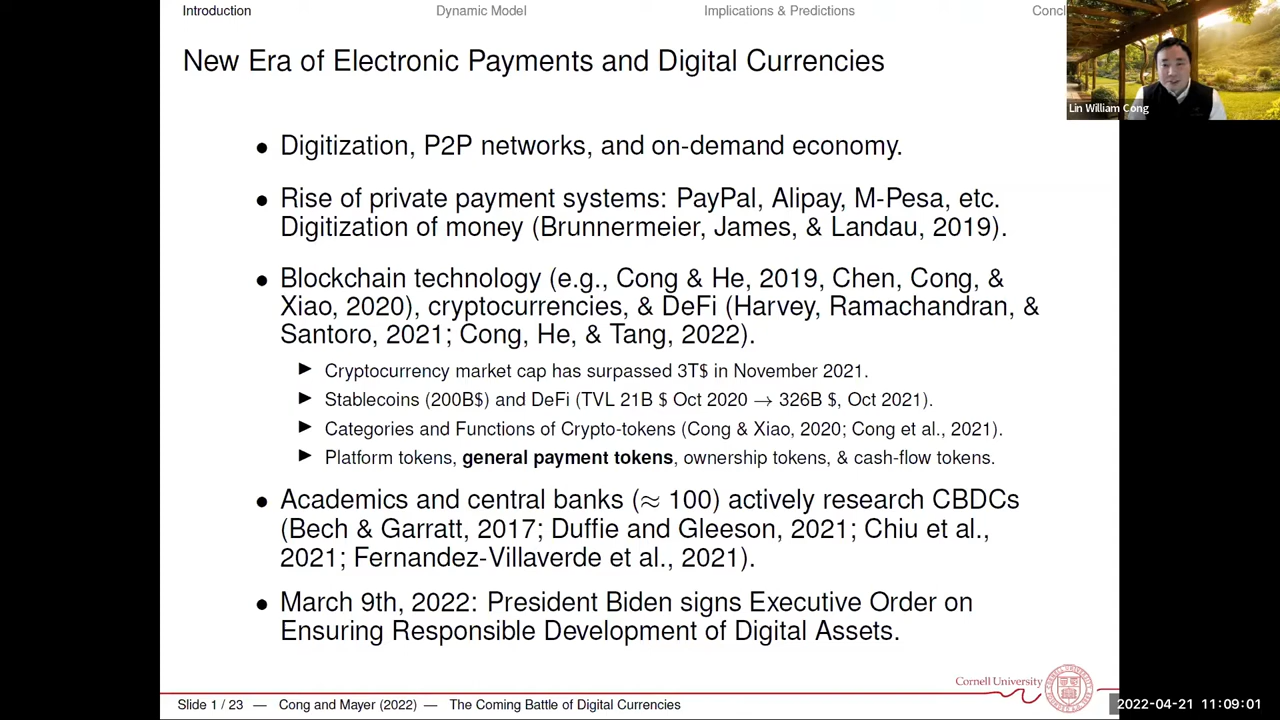 Introduction
Dynamic Model
Implications & Predictions
New Era of Electronic Payments and Digital Currencies
Lin William Cong
• Digitization, P2P networks, and on-demand economy.
• Rise of private payment systems: PayPal, Alipay, M-Pesa, etc.
Digitization of money (Brunnermeier, James, & Landau, 2019).
• Blockchain technology (e.g., Cong & He, 2019, Chen, Cong, &
Xiao, 2020), cryptocurrencies, & DeFi (Harvey, Ramachandran, &
Santoro, 2021; Cong, He, & Tang, 2022).
► Cryptocurrency market cap has surpassed 3T$ in November 2021.
► Stablecoins (200B$) and DeFi (TVL 21B $ Oct 2020 → 326B $, Oct 2021).
► Categories and Functions of Crypto-tokens (Cong & Xiao, 2020; Cong et al., 2021).
► Platform tokens, general payment tokens, ownership tokens, & cash-flow tokens.
• Academics and central banks (≈ 100) actively research CBDCs
(Bech & Garratt, 2017; Duffie and Gleeson, 2021; Chiu et al.,
2021; Fernandez-Villaverde et al., 2021).
• March 9th, 2022: President Biden signs Executive Order on
Ensuring Responsible Development of Digital Assets.
Cornell University
Slide 1 / 23 — Cong and Mayer (2022) — The Coming Battle of Digital Currencies
2022-04-21 11:09:01